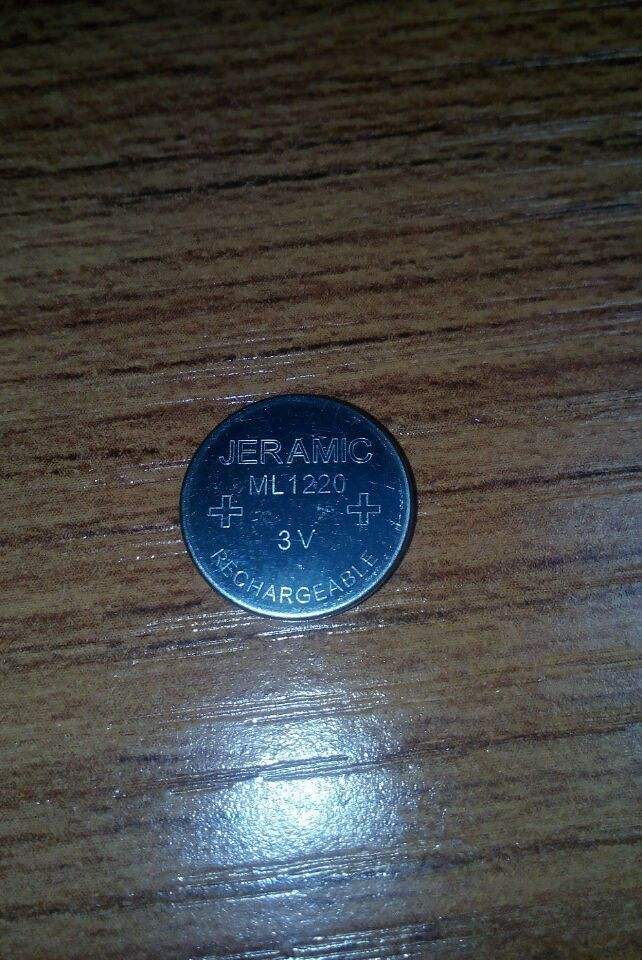 JERAMIC
ML1220
+ +
3V
RECHARGEABLE